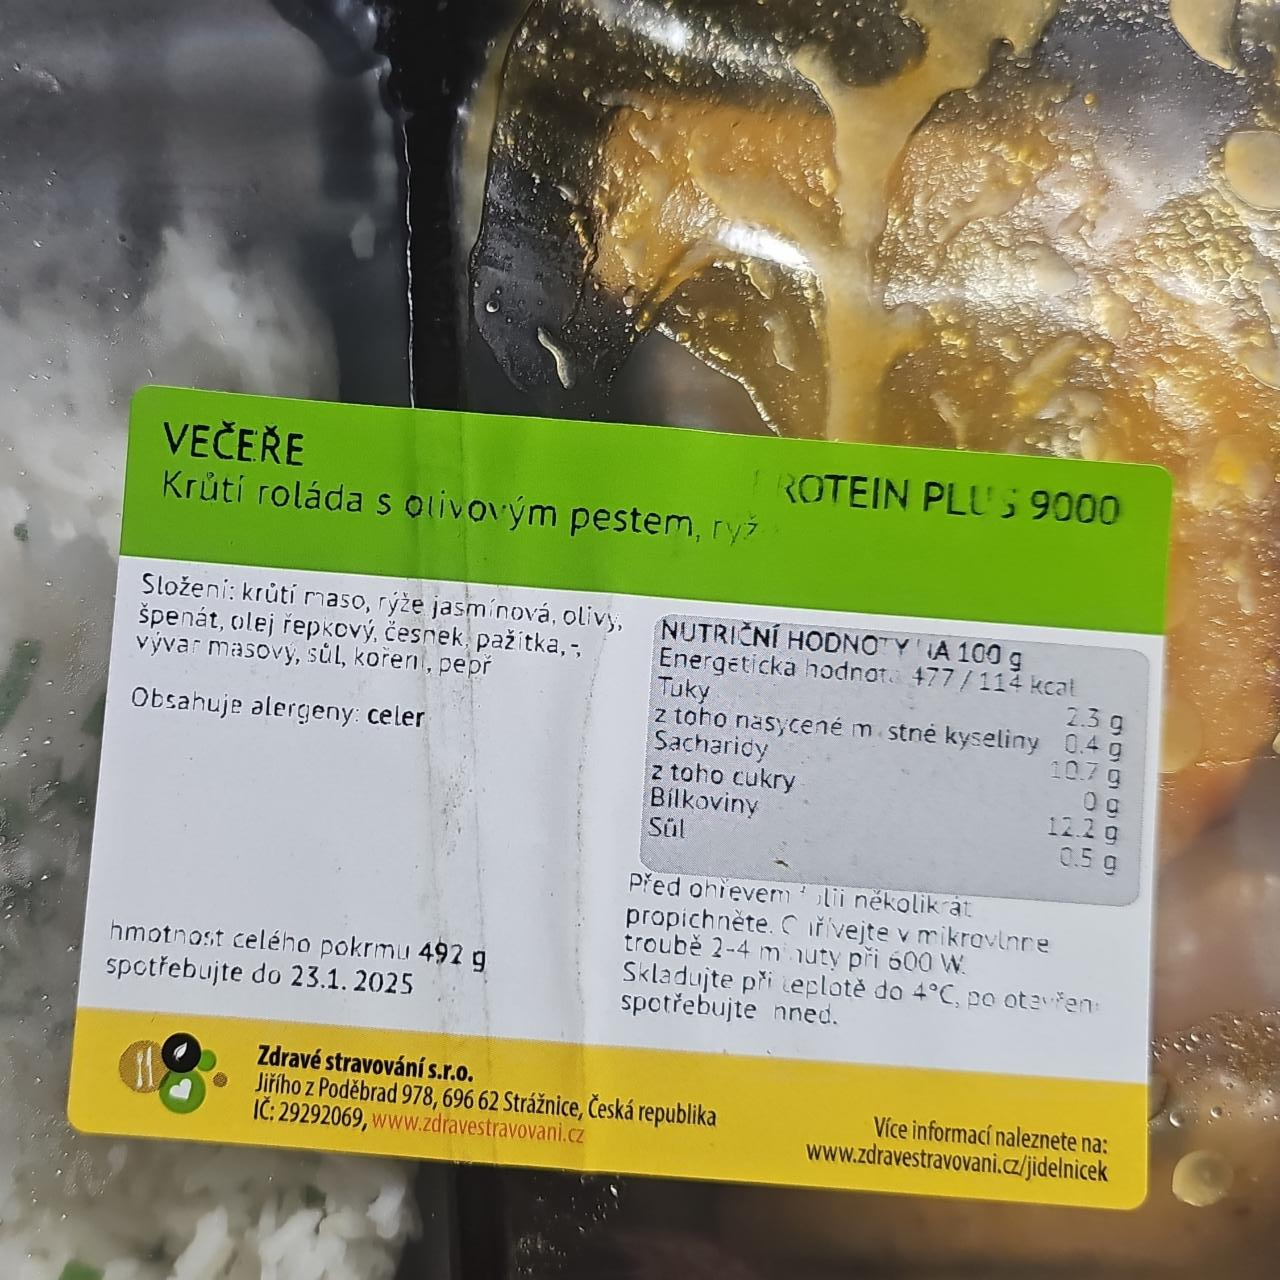 VEČEŘE
Krůtí roláda s olivovým pestem,
PLUS 9000
Složení: krůtí maso, rýže jasmínová, olivy,
špenát, olej řepkový, česnek, pažitka, -,
vývar masový, sůl, koření, pepř
Obsahuje alergeny: celer
hmotnost celého pokrmu 492 g
spotřebujte do 23.1. 2025
NUTRIČNÍ HODNOTY NA 100 g
Energetická hodnota 477 / 114 kcal
Tuky 2.3 g
z toho nasycené mastné kyseliny 0.4 g
Sacharidy 10.7 g
z toho cukry 0 g
Bílkoviny 12.2 g
Sůl 0.5 g
Před ohřevem fólii několikrát
propichněte. Ohřívejte v mikrovlnné
troubě 2-4 minuty při 600 W.
Skladujte při teplotě do 4°C, po otevření
spotřebujte ihned.
Zdravé stravování s.r.o.
Jiřího z Poděbrad 978, 696 62 Strážnice, Česká republika
IČ: 29292069, www.zdravestravovani.cz
Více informací naleznete na:
www.zdravestravovani.cz/jidelnicek